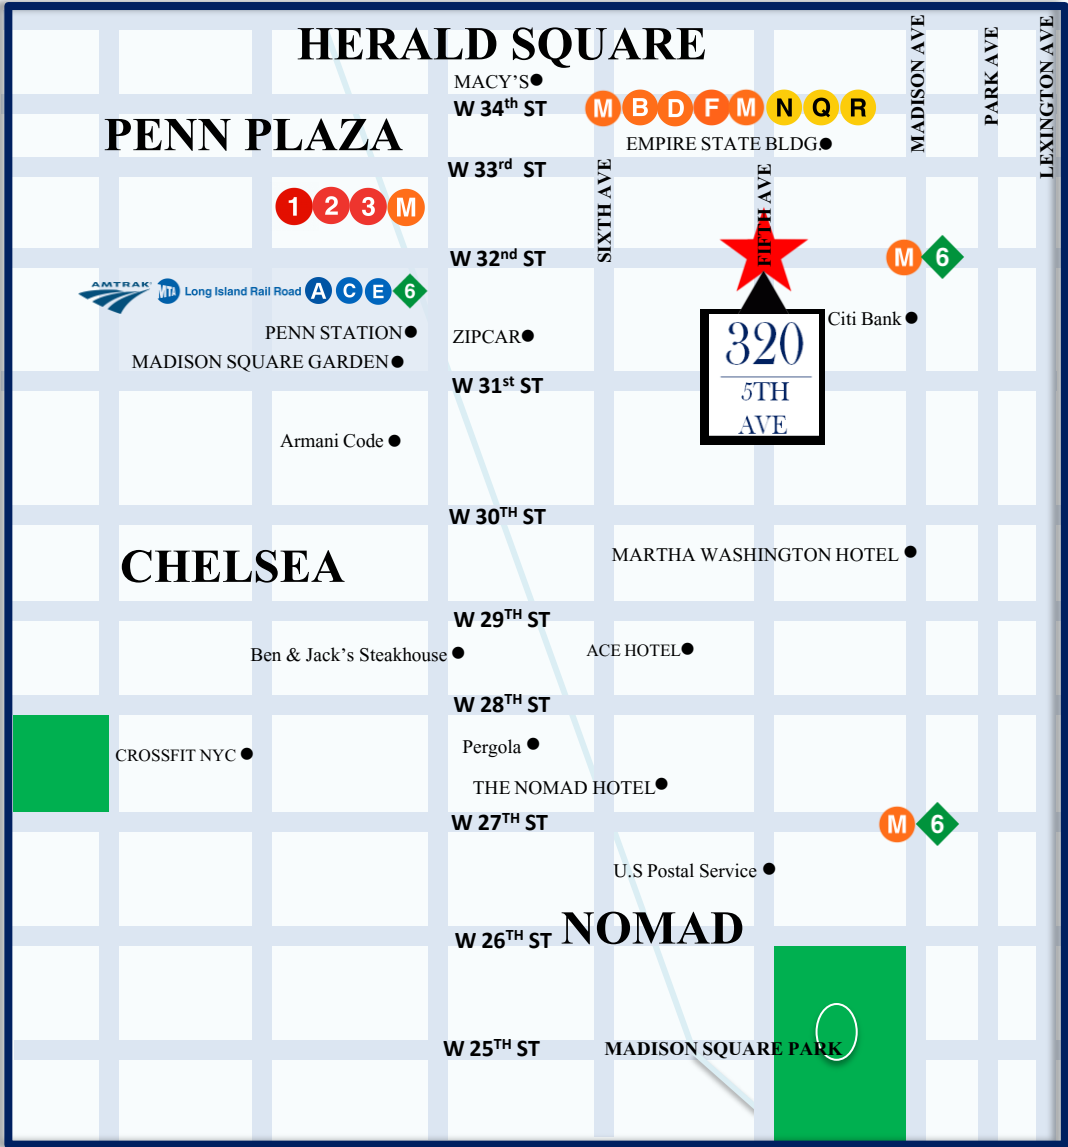 HERALD SQUARE
MACY'S
W 34th ST
M B D F M N Q R
MADISON AVE
PARK AVE
LEXINGTON AVE
PENN PLAZA
EMPIRE STATE BLDG.
W 33rd ST
SIXTH AVE
FIFTH AVE
1 2 3 M
W 32nd ST
M 6
AMTRAK
MTA Long Island Rail Road A C E 6
PENN STATION
ZIPCAR
Citi Bank
320
5TH
AVE
MADISON SQUARE GARDEN
W 31st ST
Armani Code
W 30TH ST
CHELSEA
MARTHA WASHINGTON HOTEL
W 29TH ST
Ben & Jack's Steakhouse
ACE HOTEL
W 28TH ST
CROSSFIT NYC
Pergola
THE NOMAD HOTEL
W 27TH ST
M 6
U.S Postal Service
NOMAD
W 26TH ST
W 25TH ST
MADISON SQUARE PARK